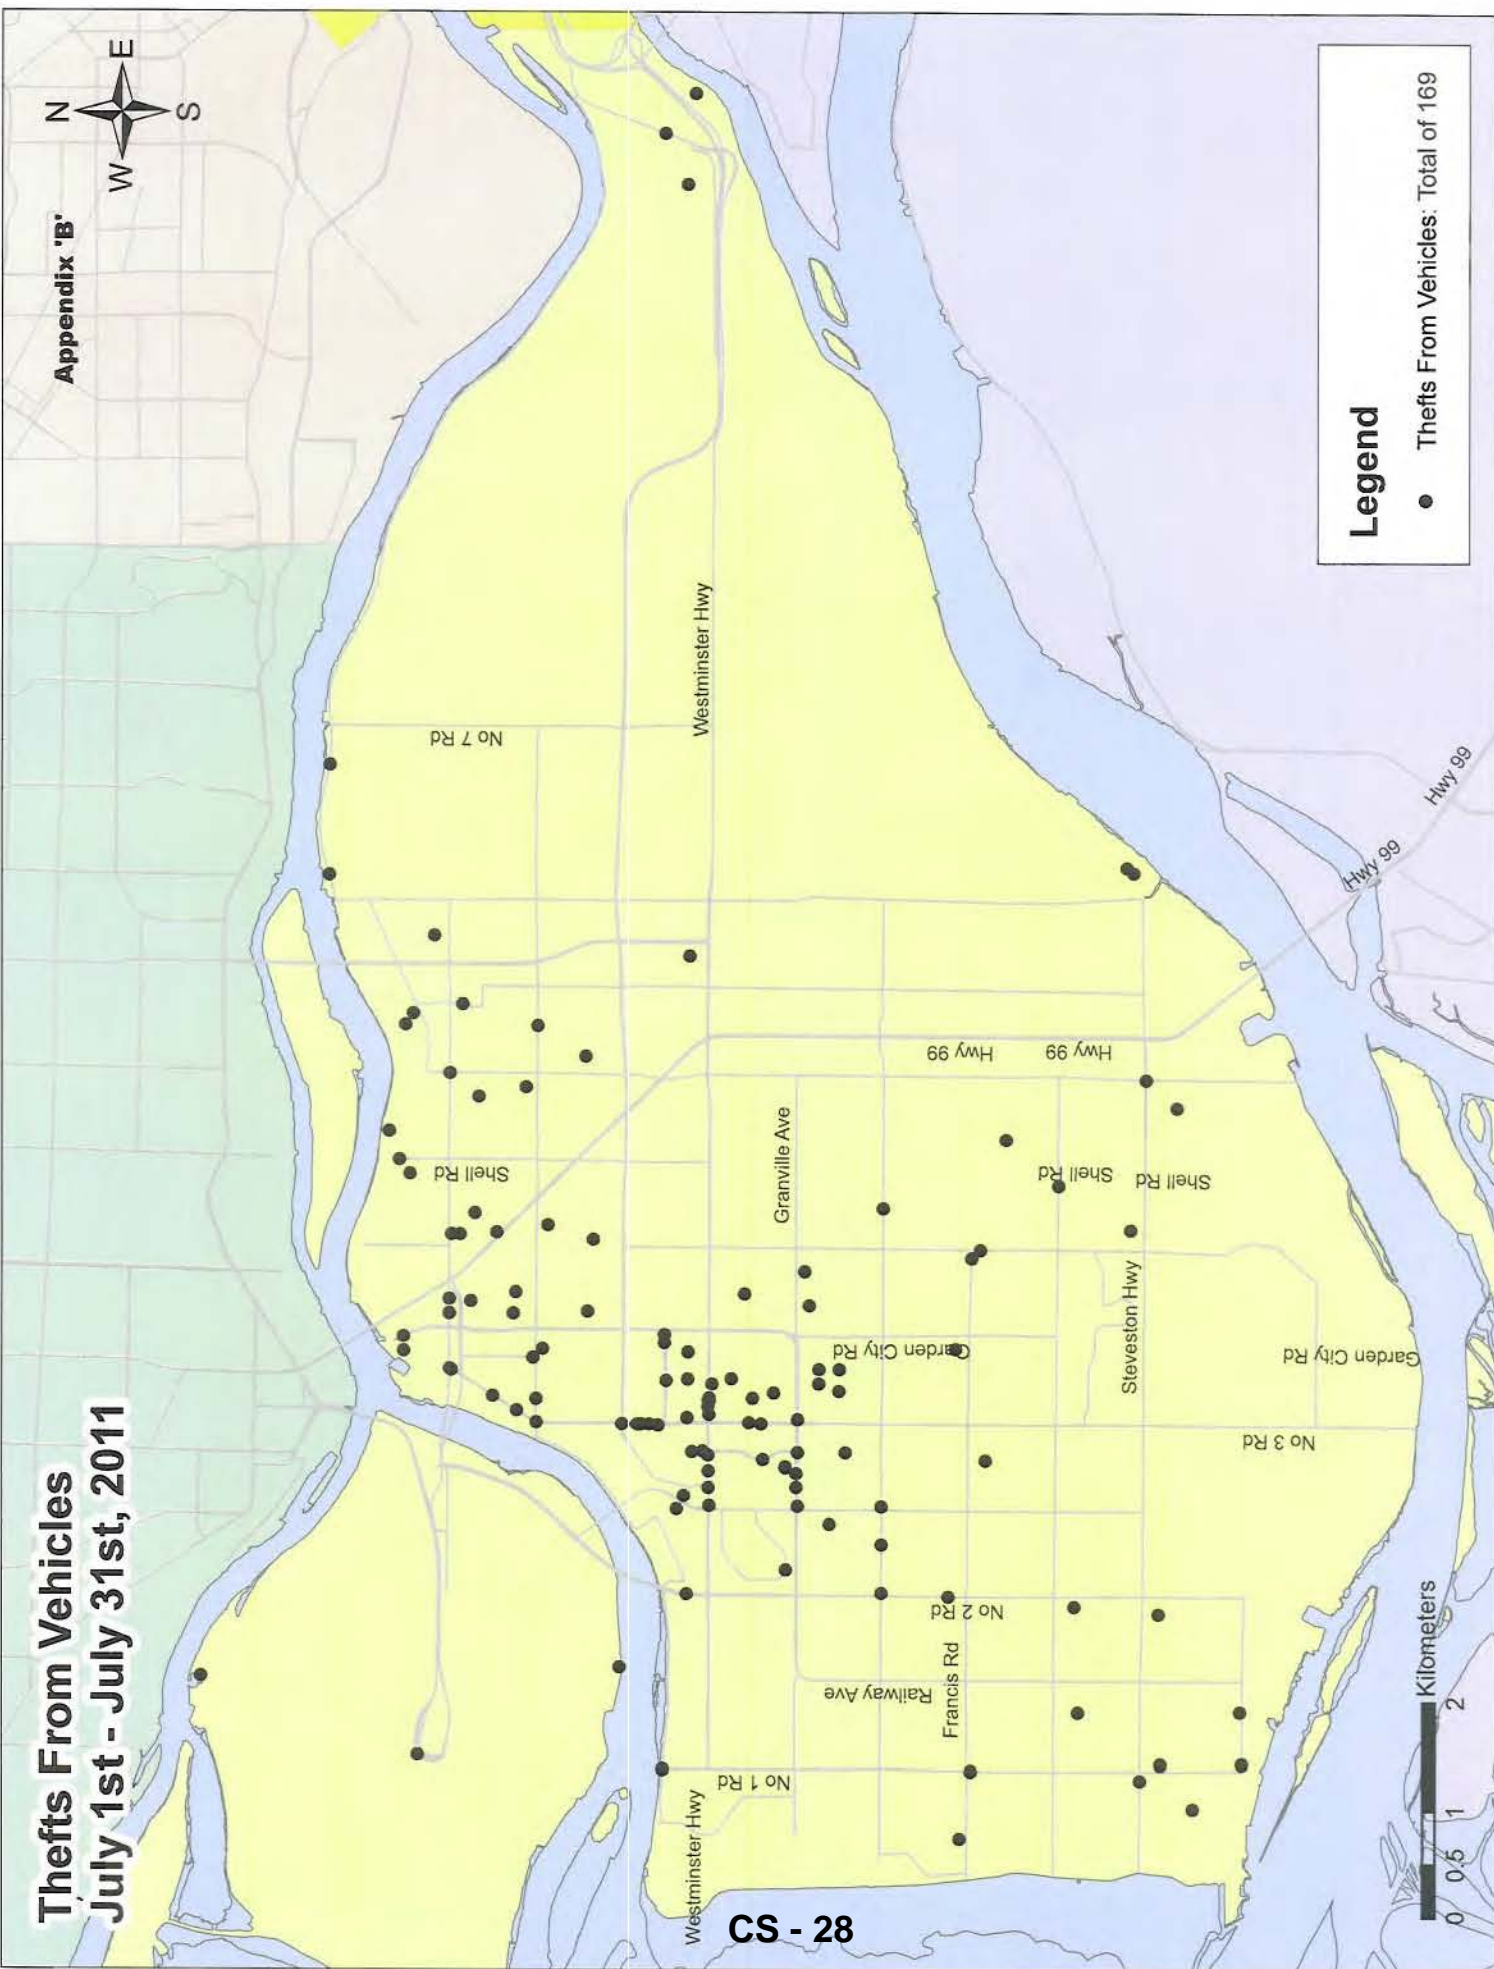 Thefts From Vehicles
July 1st - July 31st, 2011
Appendix 'B'
N
W
E
S
No 7 Rd
Westminster Hwy
Shell Rd
Granville Ave
Hwy 99
Hwy 99
Hwy 99
Hwy 99
Shell Rd
Shell Rd
Garden City Rd
Steveston Hwy
Garden City Rd
No 3 Rd
No 2 Rd
Railway Ave
Francis Rd
No 1 Rd
Westminster Hwy
Legend
Thefts From Vehicles: Total of 169
Kilometers
0 0.5 1 2
CS - 28